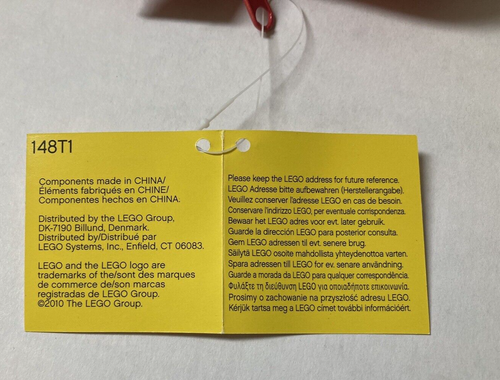 148T1
Components made in CHINA/
Éléments fabriqués en CHINE/
Componentes hechos en CHINA.
Distributed by the LEGO Group,
DK-7190 Billund, Denmark.
Distributed by/Distribué par
LEGO Systems, Inc., Enfield, CT 06083.
LEGO and the LEGO logo are
trademarks of the/sont des marques
de commerce de/son marcas
registradas de LEGO Group.
©2010 The LEGO Group.
Please keep the LEGO address for future reference.
LEGO Adresse bitte aufbewahren (Herstellerangabe).
Veuillez conserver l'adresse LEGO en cas de besoin.
Conservare l'indirizzo LEGO, per eventuale corrispondenza.
Bewaar het LEGO adres voor evt. later gebruik.
Guarde la dirección LEGO para posterior consulta.
Gem LEGO adressen til evt. senere brug.
Säilytä LEGO osoite mahdollista yhteydenottoa varten.
Spara adressen till LEGO för ev. senare användning.
Guarde a morada da LEGO para qualquer correspondência.
Φυλάξτε τη διεύθυνση LEGO για οποιαδήποτε επικοινωνία.
Prosimy o zachowanie na przyszłość adresu LEGO.
Kérjük tartsa meg a LEGO címet további információért.